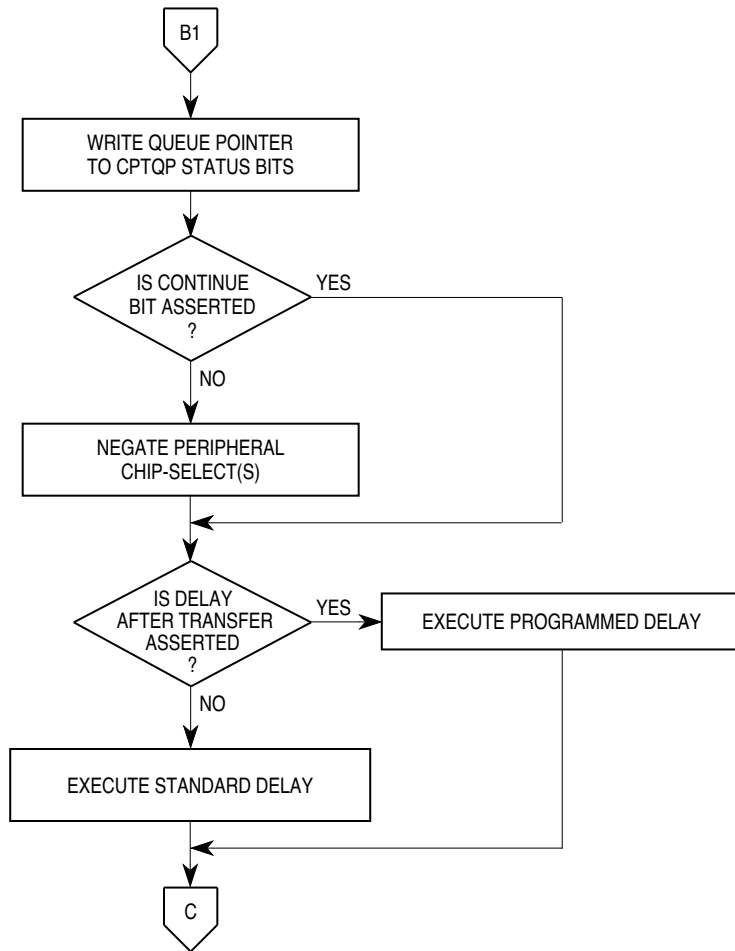 B1
WRITE QUEUE POINTER
TO CPTQP STATUS BITS
IS CONTINUE
BIT ASSERTED
?
YES
NO
NEGATE PERIPHERAL
CHIP-SELECT(S)
IS DELAY
AFTER TRANSFER
ASSERTED
?
YES
EXECUTE PROGRAMMED DELAY
NO
EXECUTE STANDARD DELAY
C